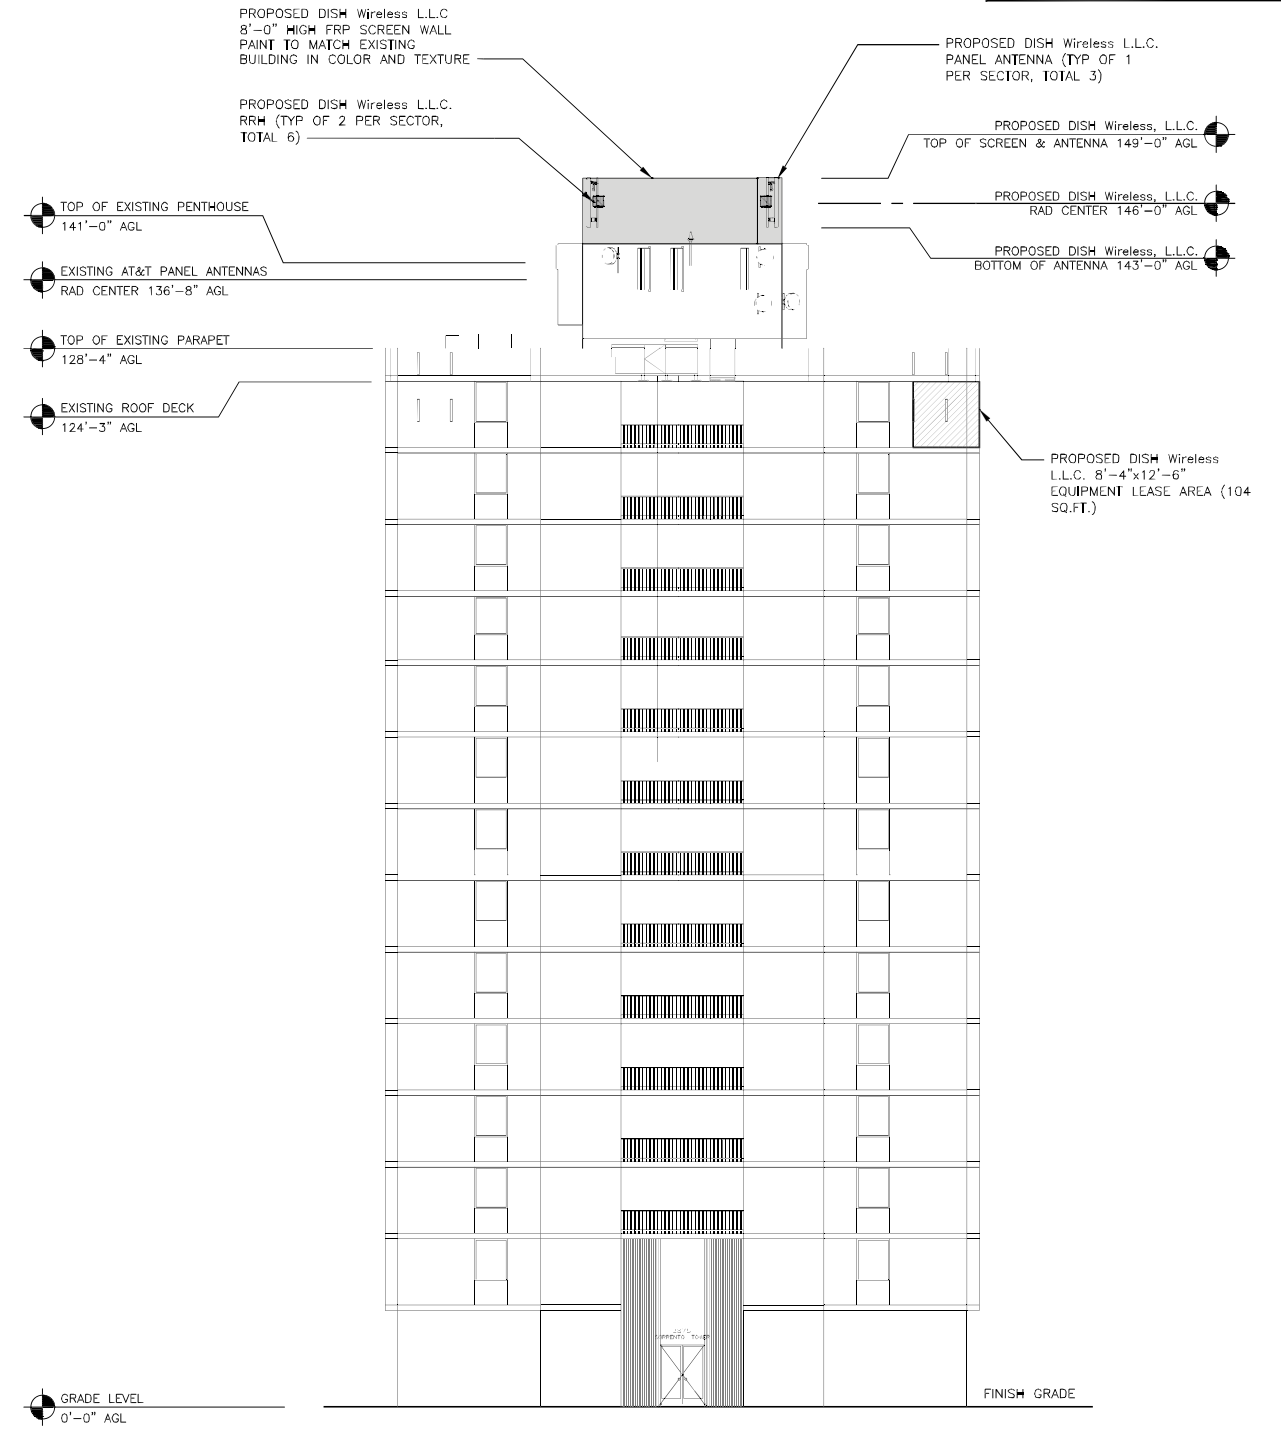 PROPOSED DISH Wireless L.L.C
8'-0" HIGH FRP SCREEN WALL
PAINT TO MATCH EXISTING
BUILDING IN COLOR AND TEXTURE
PROPOSED DISH Wireless L.L.C.
PANEL ANTENNA (TYP OF 1
PER SECTOR, TOTAL 3)
PROPOSED DISH Wireless L.L.C.
RRH (TYP OF 2 PER SECTOR,
TOTAL 6)
PROPOSED DISH Wireless, L.L.C.
TOP OF SCREEN & ANTENNA 149'-0" AGL
PROPOSED DISH Wireless, L.L.C.
RAD CENTER 146'-0" AGL
PROPOSED DISH Wireless, L.L.C.
BOTTOM OF ANTENNA 143'-0" AGL
TOP OF EXISTING PENTHOUSE
141'-0" AGL
EXISTING AT&T PANEL ANTENNAS
RAD CENTER 136'-8" AGL
TOP OF EXISTING PARAPET
128'-4" AGL
EXISTING ROOF DECK
124'-3" AGL
PROPOSED DISH Wireless
L.L.C. 8'-4"x12'-6"
EQUIPMENT LEASE AREA (104
SQ.FT.)
TOWER
GRADE LEVEL
0'-0" AGL
FINISH GRADE